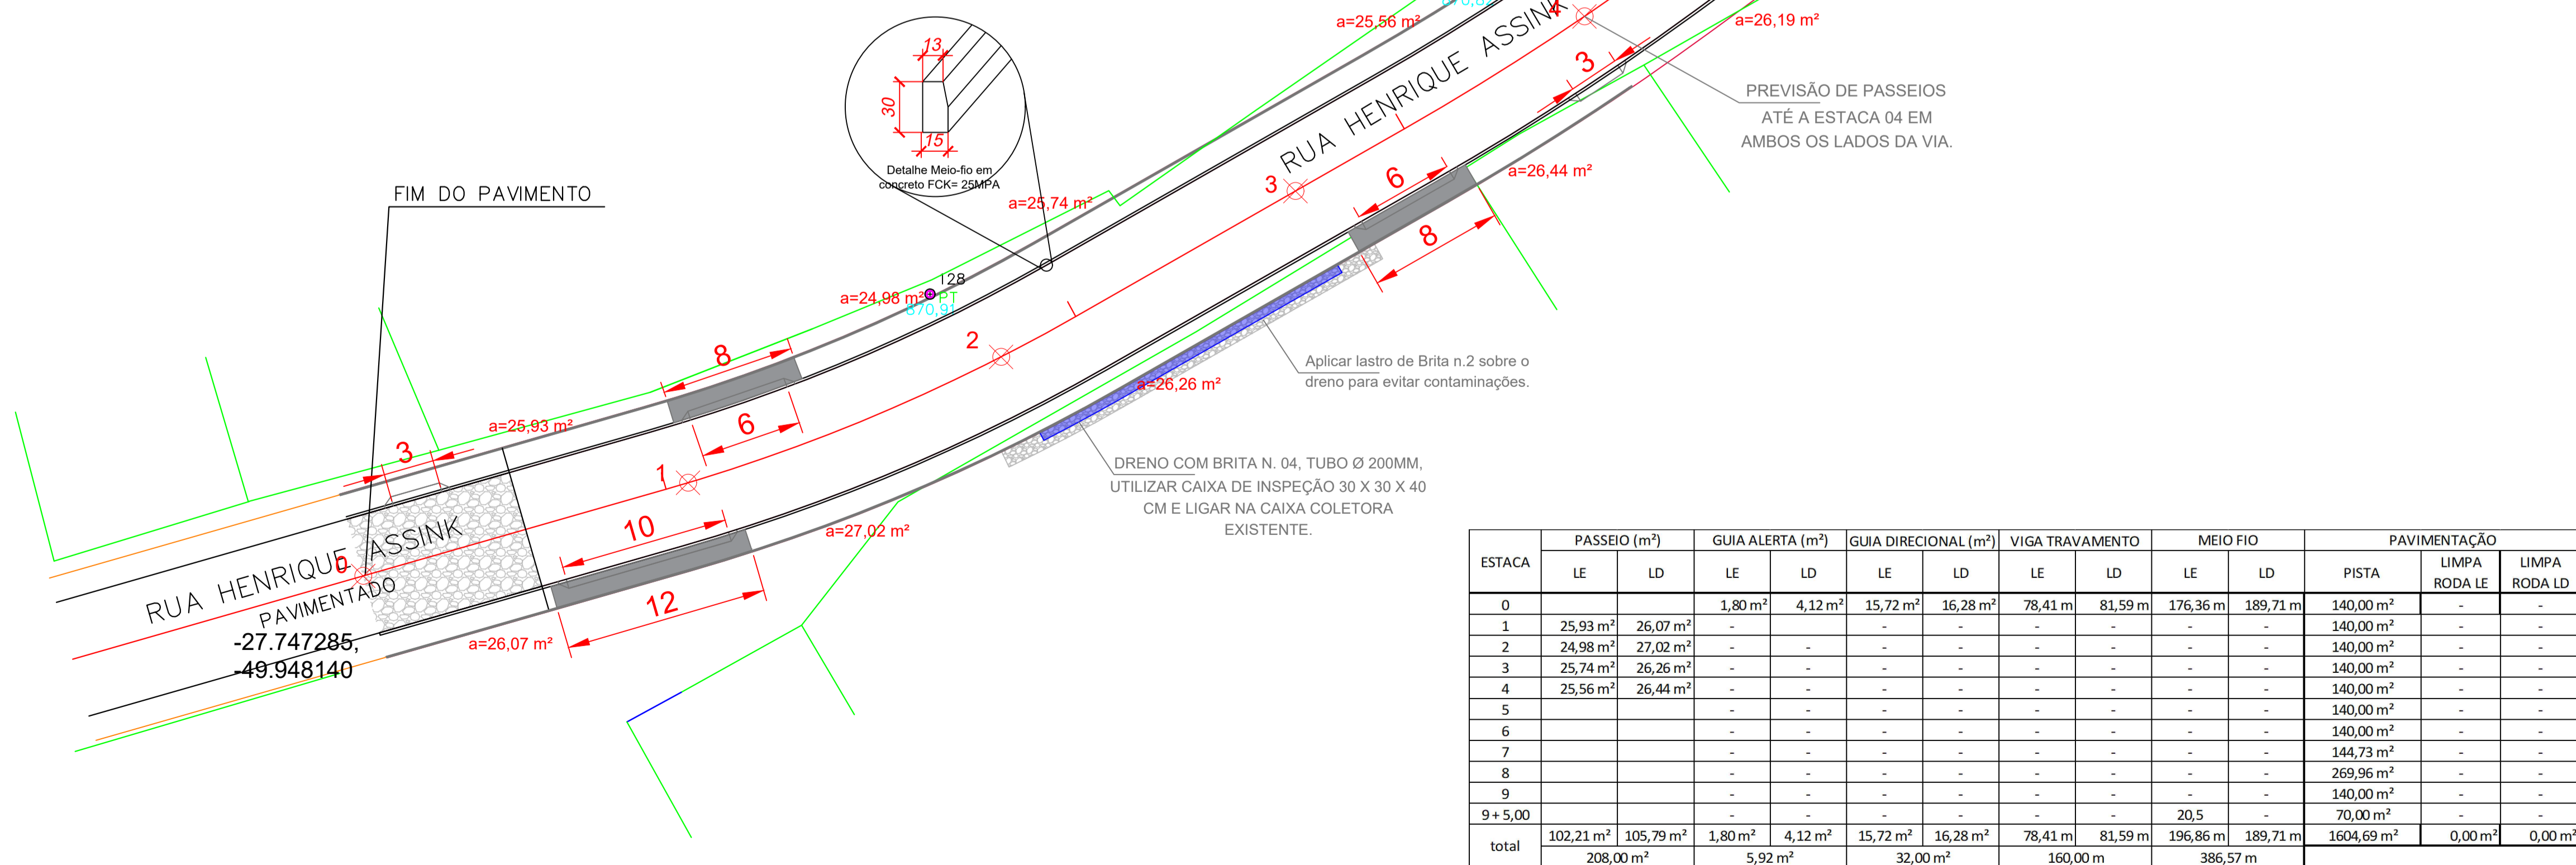 a=25,56 m²
a=26,19 m²
4
13
30
15
Detalhe Meio-fio em
concreto FCK= 25MPA
RUA HENRIQUE ASSINK
3
PREVISÃO DE PASSEIOS
ATÉ A ESTACA 04 EM
AMBOS OS LADOS DA VIA.
FIM DO PAVIMENTO
a=25,74 m²
3
6
a=26,44 m²
8
128
a=24,98 m²
PT
870,91
2
8
Aplicar lastro de Brita n.2 sobre o
dreno para evitar contaminações.
a=26,26 m²
6
a=25,93 m²
3
1
DRENO COM BRITA N. 04, TUBO Ø 200MM,
UTILIZAR CAIXA DE INSPEÇÃO 30 X 30 X 40
CM E LIGAR NA CAIXA COLETORA
EXISTENTE.
10
a=27,02 m²
RUA HENRIQUE ASSINK
0
PAVIMENTADO
12
-27.747285,
-49.948140
a=26,07 m²
ESTACA PASSEIO (m²) GUIA ALERTA (m²) GUIA DIRECIONAL (m²) VIGA TRAVAMENTO MEIO FIO PAVIMENTAÇÃO
LE LD LE LD LE LD LE LD LE LD PISTA LIMPA RODA LE LIMPA RODA LD
0 1,80 m² 4,12 m² 15,72 m² 16,28 m² 78,41 m 81,59 m 176,36 m 189,71 m 140,00 m² - -
1 25,93 m² 26,07 m² - - - - - - - 140,00 m² - -
2 24,98 m² 27,02 m² - - - - - - - - 140,00 m² - -
3 25,74 m² 26,26 m² - - - - - - - - 140,00 m² - -
4 25,56 m² 26,44 m² - - - - - - - - 140,00 m² - -
5 - - - - - - - - 140,00 m² - -
6 - - - - - - - - 140,00 m² - -
7 - - - - - - - - 144,73 m² - -
8 - - - - - - - - 269,96 m² - -
9 - - - - - - - - 140,00 m² - -
9 + 5,00 - - - - - - 20,5 - 70,00 m² - -
total 102,21 m² 105,79 m² 1,80 m² 4,12 m² 15,72 m² 16,28 m² 78,41 m 81,59 m 196,86 m 189,71 m 1604,69 m² 0,00 m² 0,00 m²
208,00 m² 5,92 m² 32,00 m² 160,00 m 386,57 m